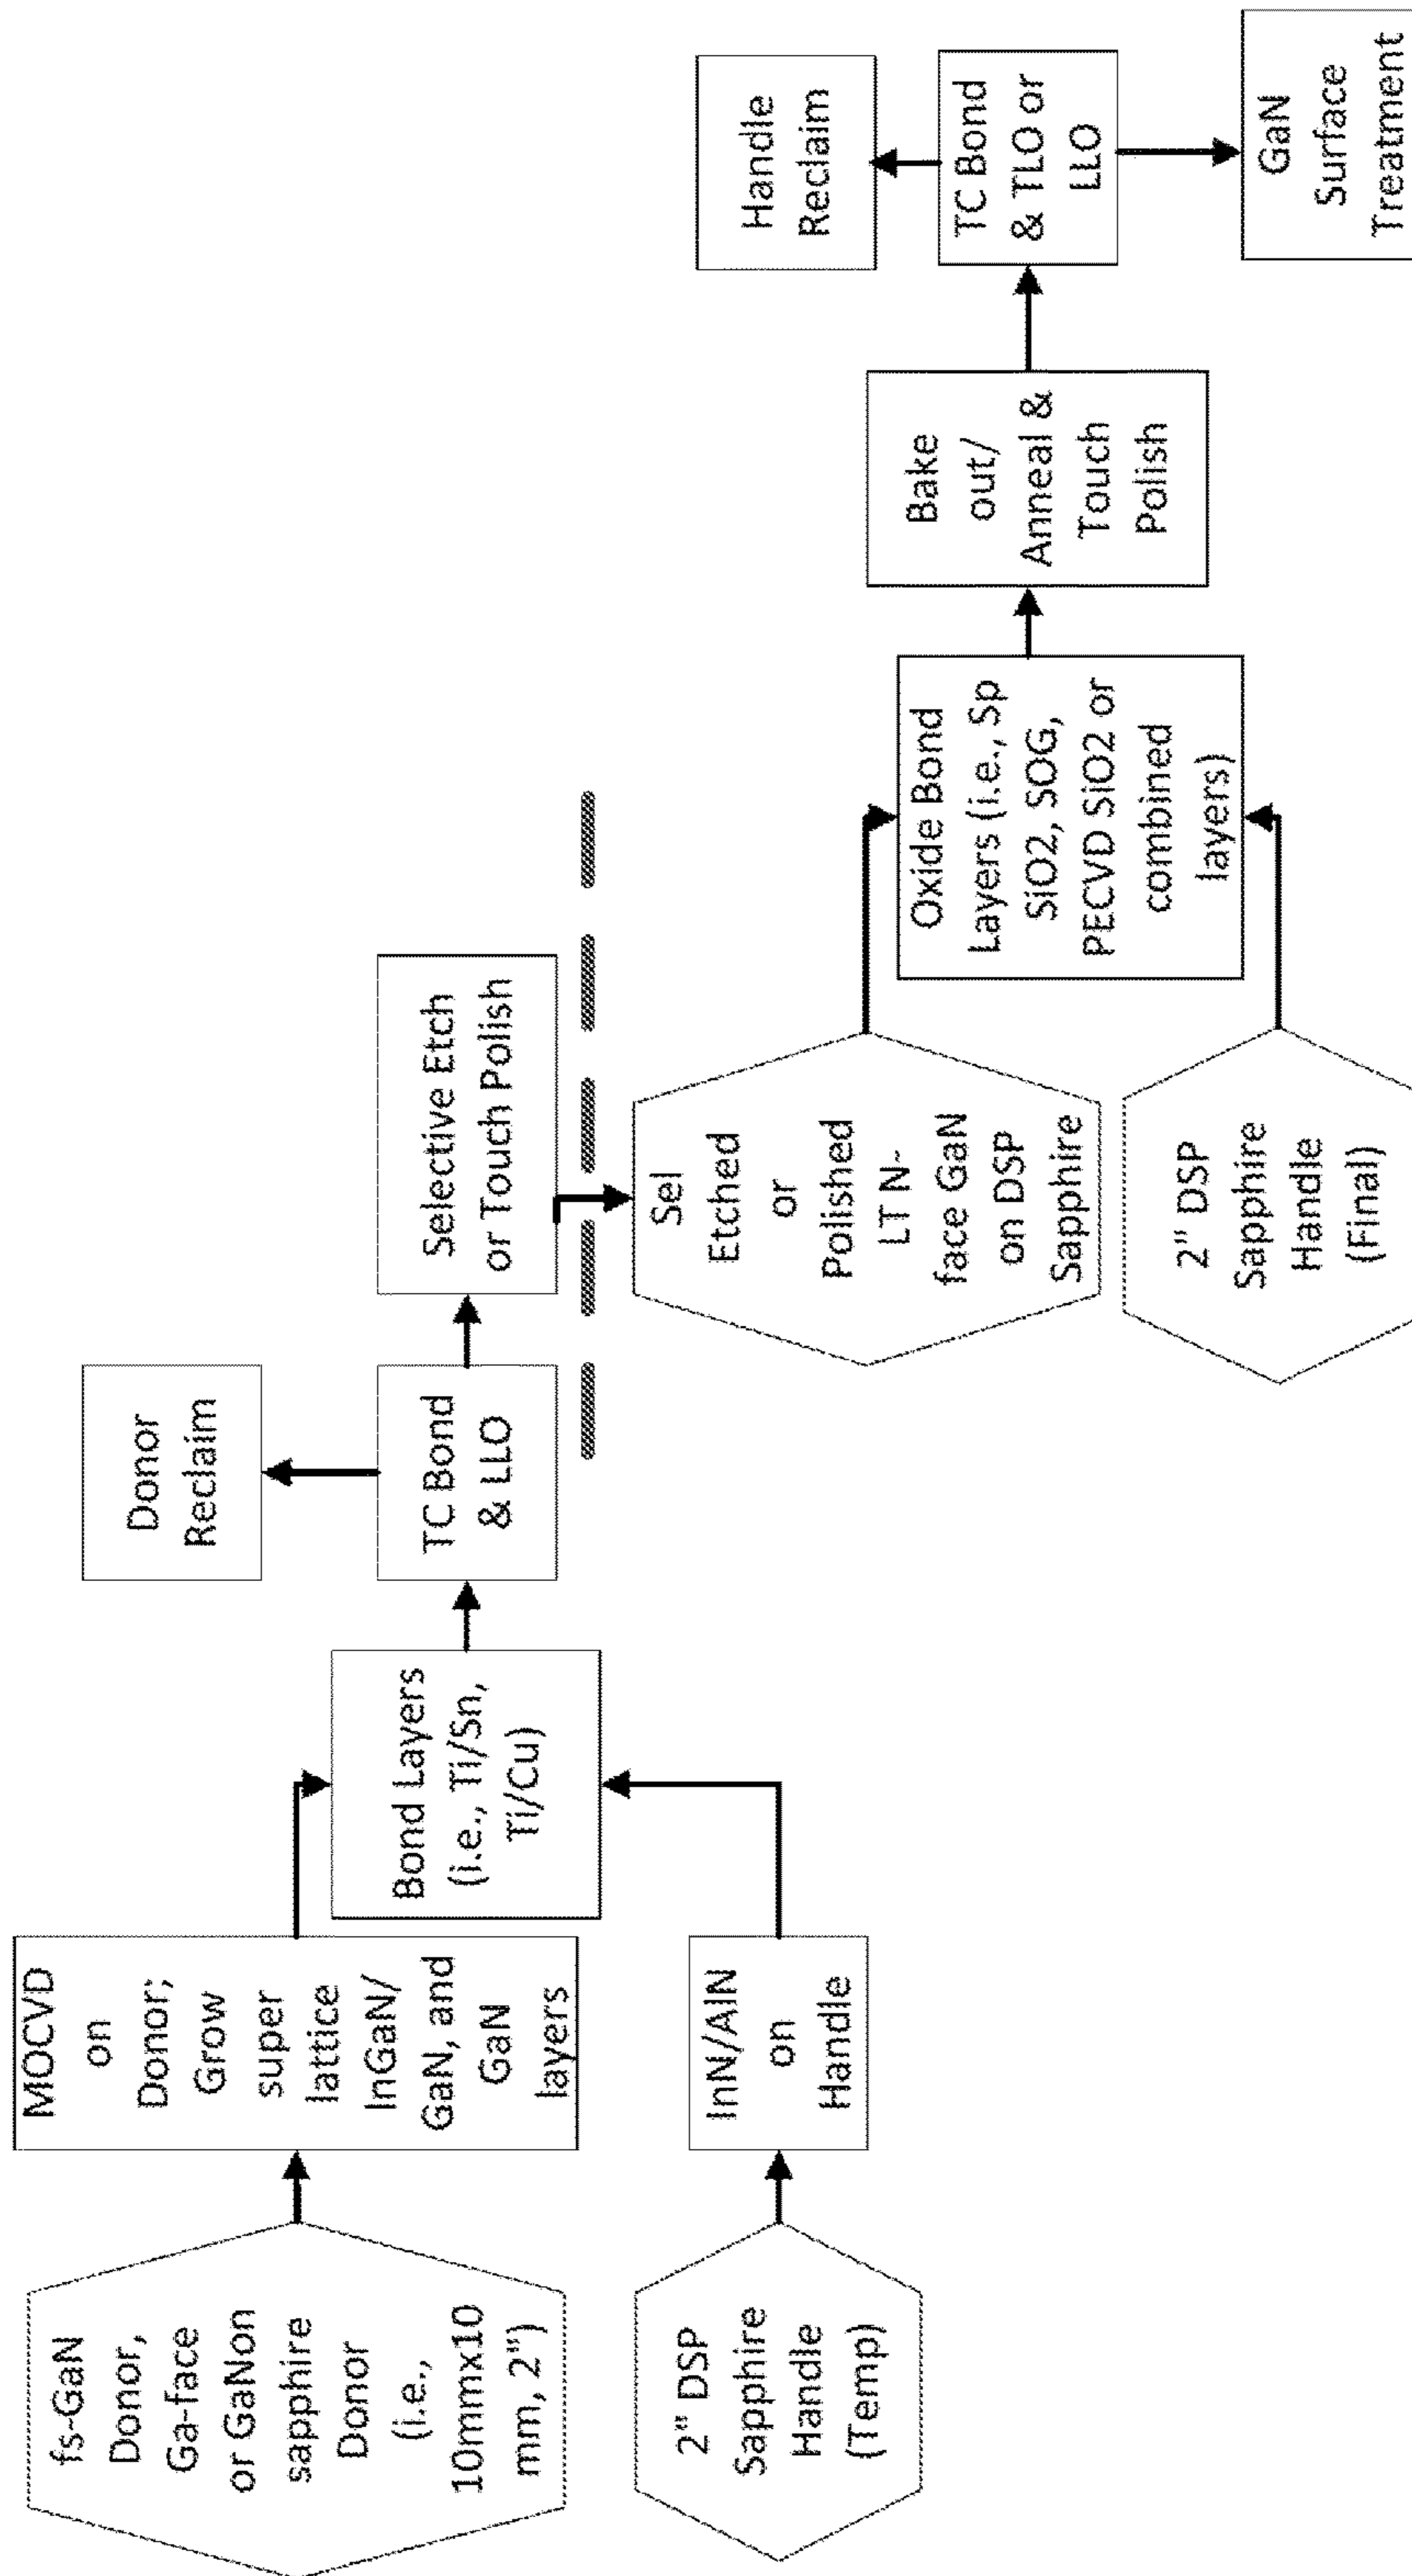 fs-GaN
Donor,
Ga-face
or GaNon
sapphire
Donor
(i.e.,
10mmx10
mm, 2")
MOCVD
on
Donor;
Grow
super
lattice
InGaN/
GaN, and
GaN
layers
2" DSP
Sapphire
Handle
(Temp)
InN/AlN
on
Handle
Bond Layers
(i.e., Ti/Sn,
Ti/Cu)
Donor
Reclaim
TC Bond
& LLO
Selective Etch
or Touch Polish
Sel
Etched
or
Polished
LT N-
face GaN
on DSP
Sapphire
2" DSP
Sapphire
Handle
(Final)
Oxide Bond
Layers (i.e., Sp
SiO2, SOG,
PECVD SiO2 or
combined
layers)
Bake
out/
Anneal &
Touch
Polish
Handle
Reclaim
TC Bond
& TLO or
LLO
GaN
Surface
Treatment